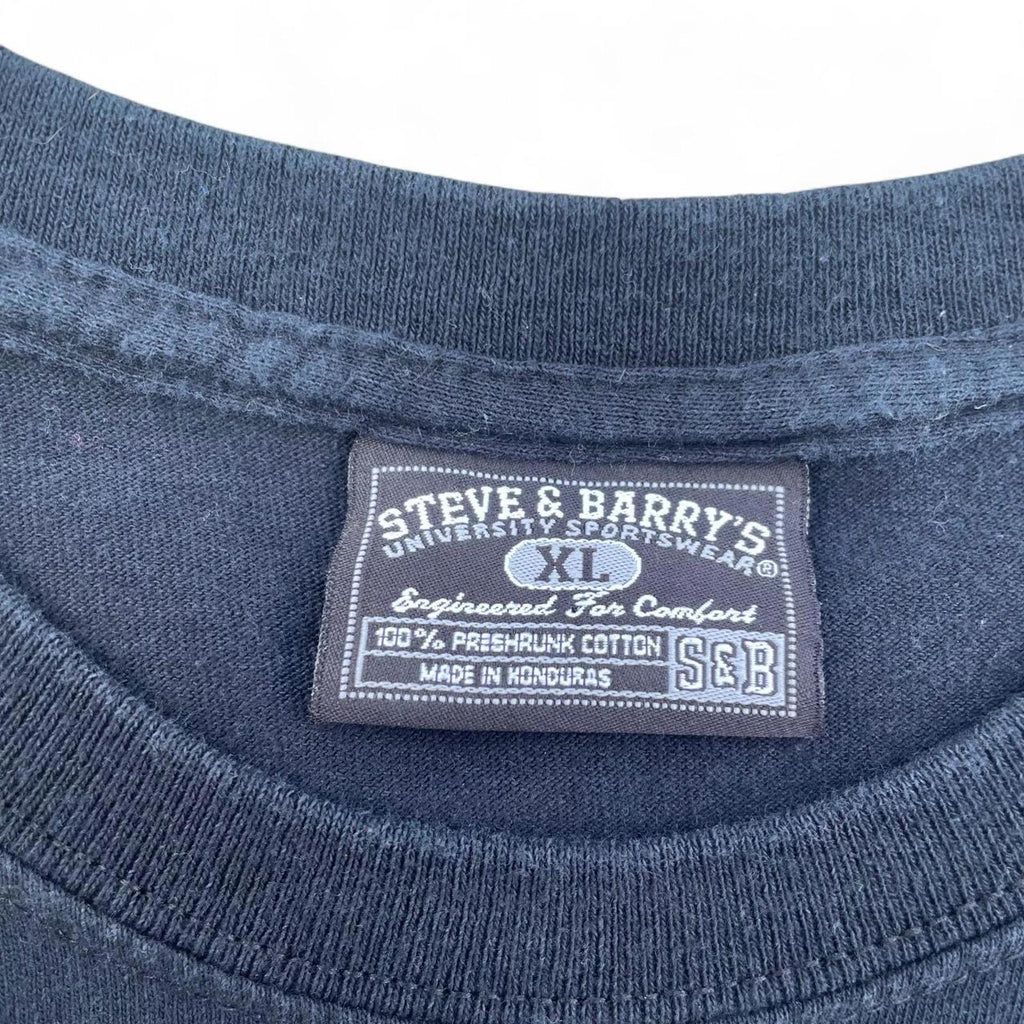 STEVE & BARRY'S
UNIVERSITY SPORTSWEAR®
XL
Engineered For Comfort
100% PRESHRUNK COTTON
MADE IN HONDURAS
S&B